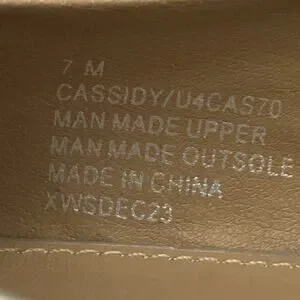 7 M
CASSIDY/U4CAS70
MAN MADE UPPER
MAN MADE OUTSOLE
MADE IN CHINA
XWSDEC23